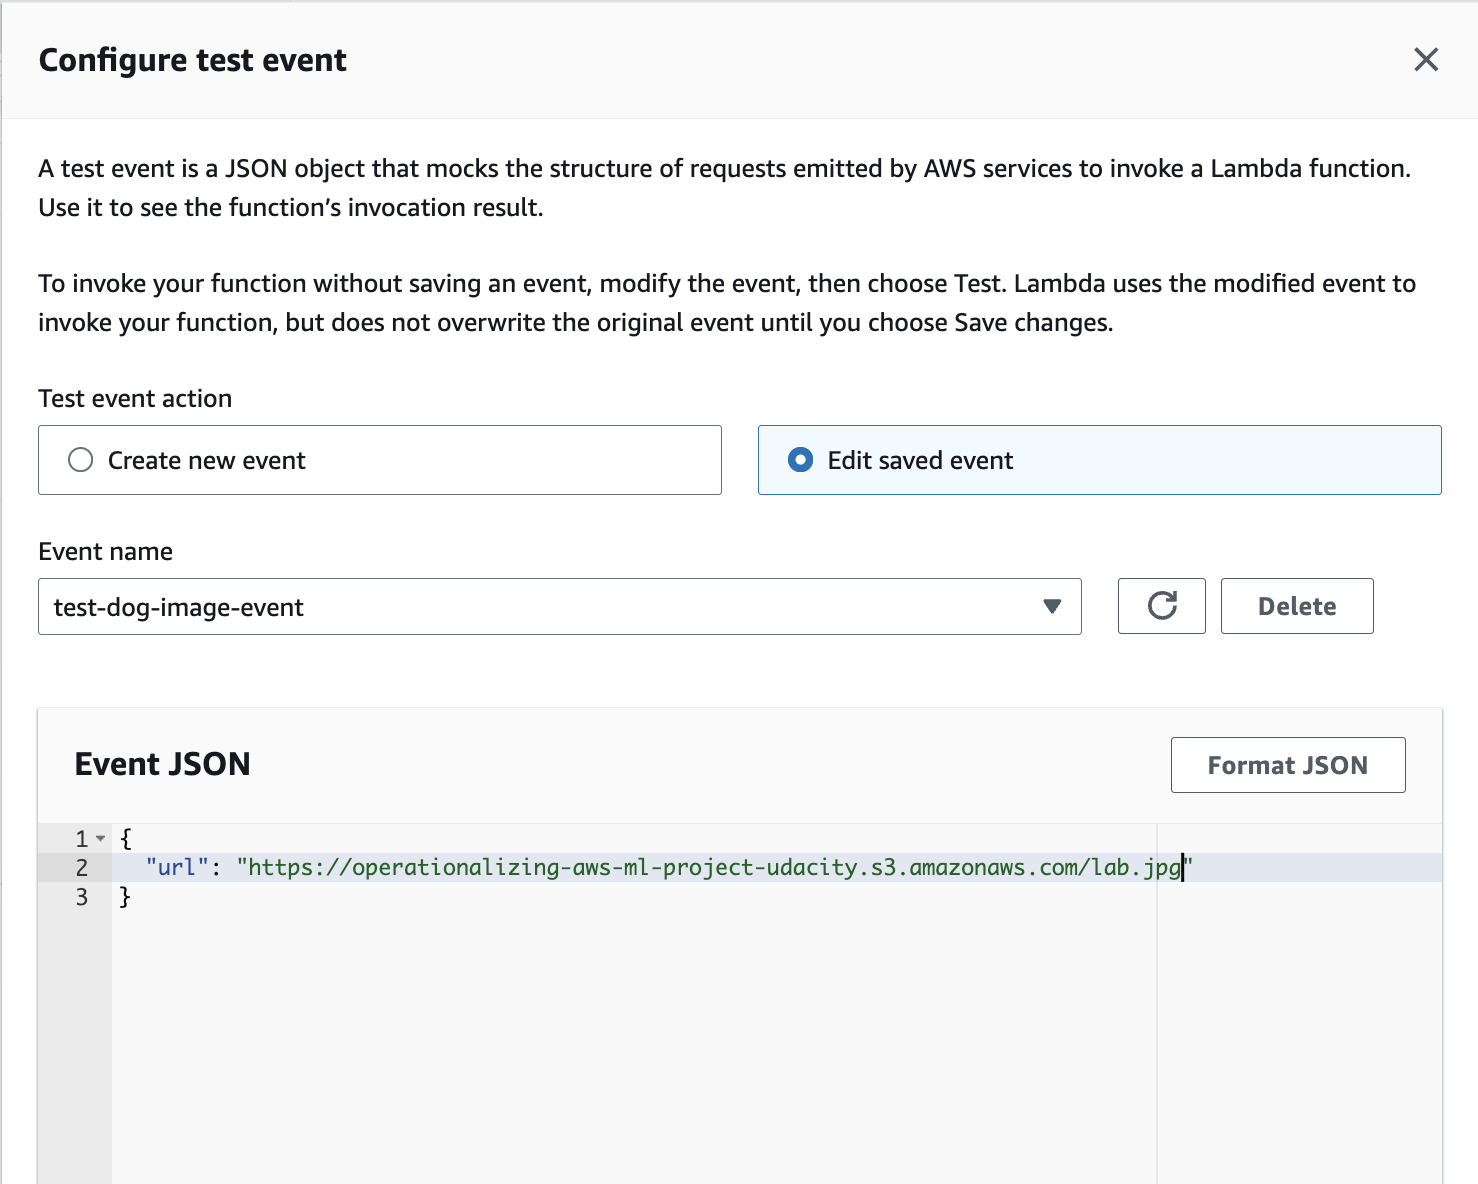 Configure test event
A test event is a JSON object that mocks the structure of requests emitted by AWS services to invoke a Lambda function.
Use it to see the function’s invocation result.
To invoke your function without saving an event, modify the event, then choose Test. Lambda uses the modified event to
invoke your function, but does not overwrite the original event until you choose Save changes.
Test event action
Create new event
Edit saved event
Event name
test-dog-image-event
Delete
Event JSON
Format JSON
1 {
2 "url": "https://operationalizing-aws-ml-project-udacity.s3.amazonaws.com/lab.jpg"
3 }